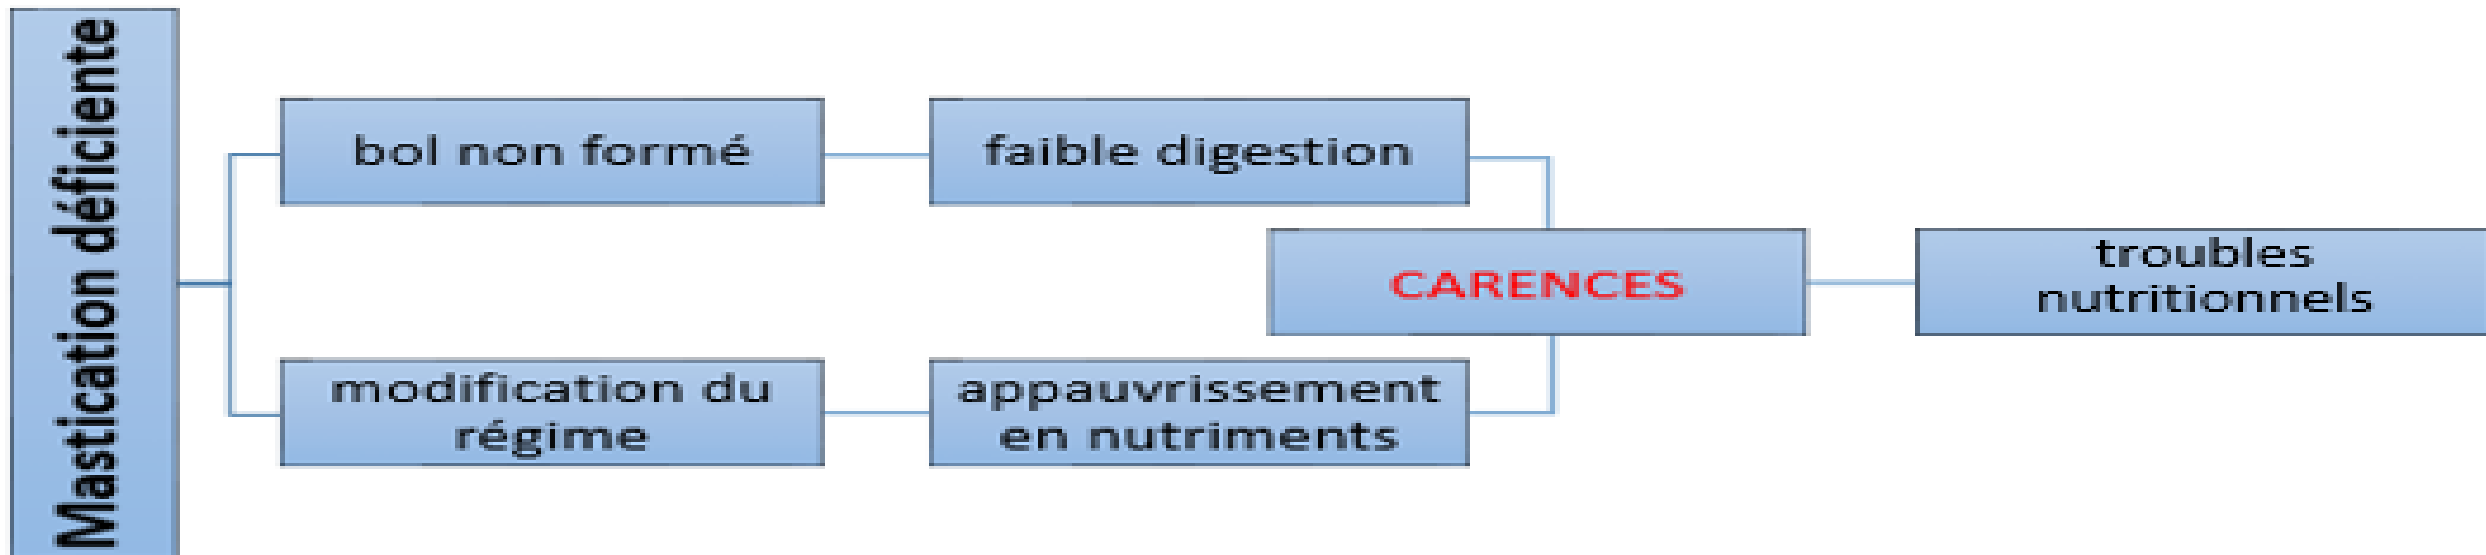 Mastication déficiente
bol non formé
faible digestion
modification du
régime
appauvrissement
en nutriments
CARENCES
troubles
nutritionnels